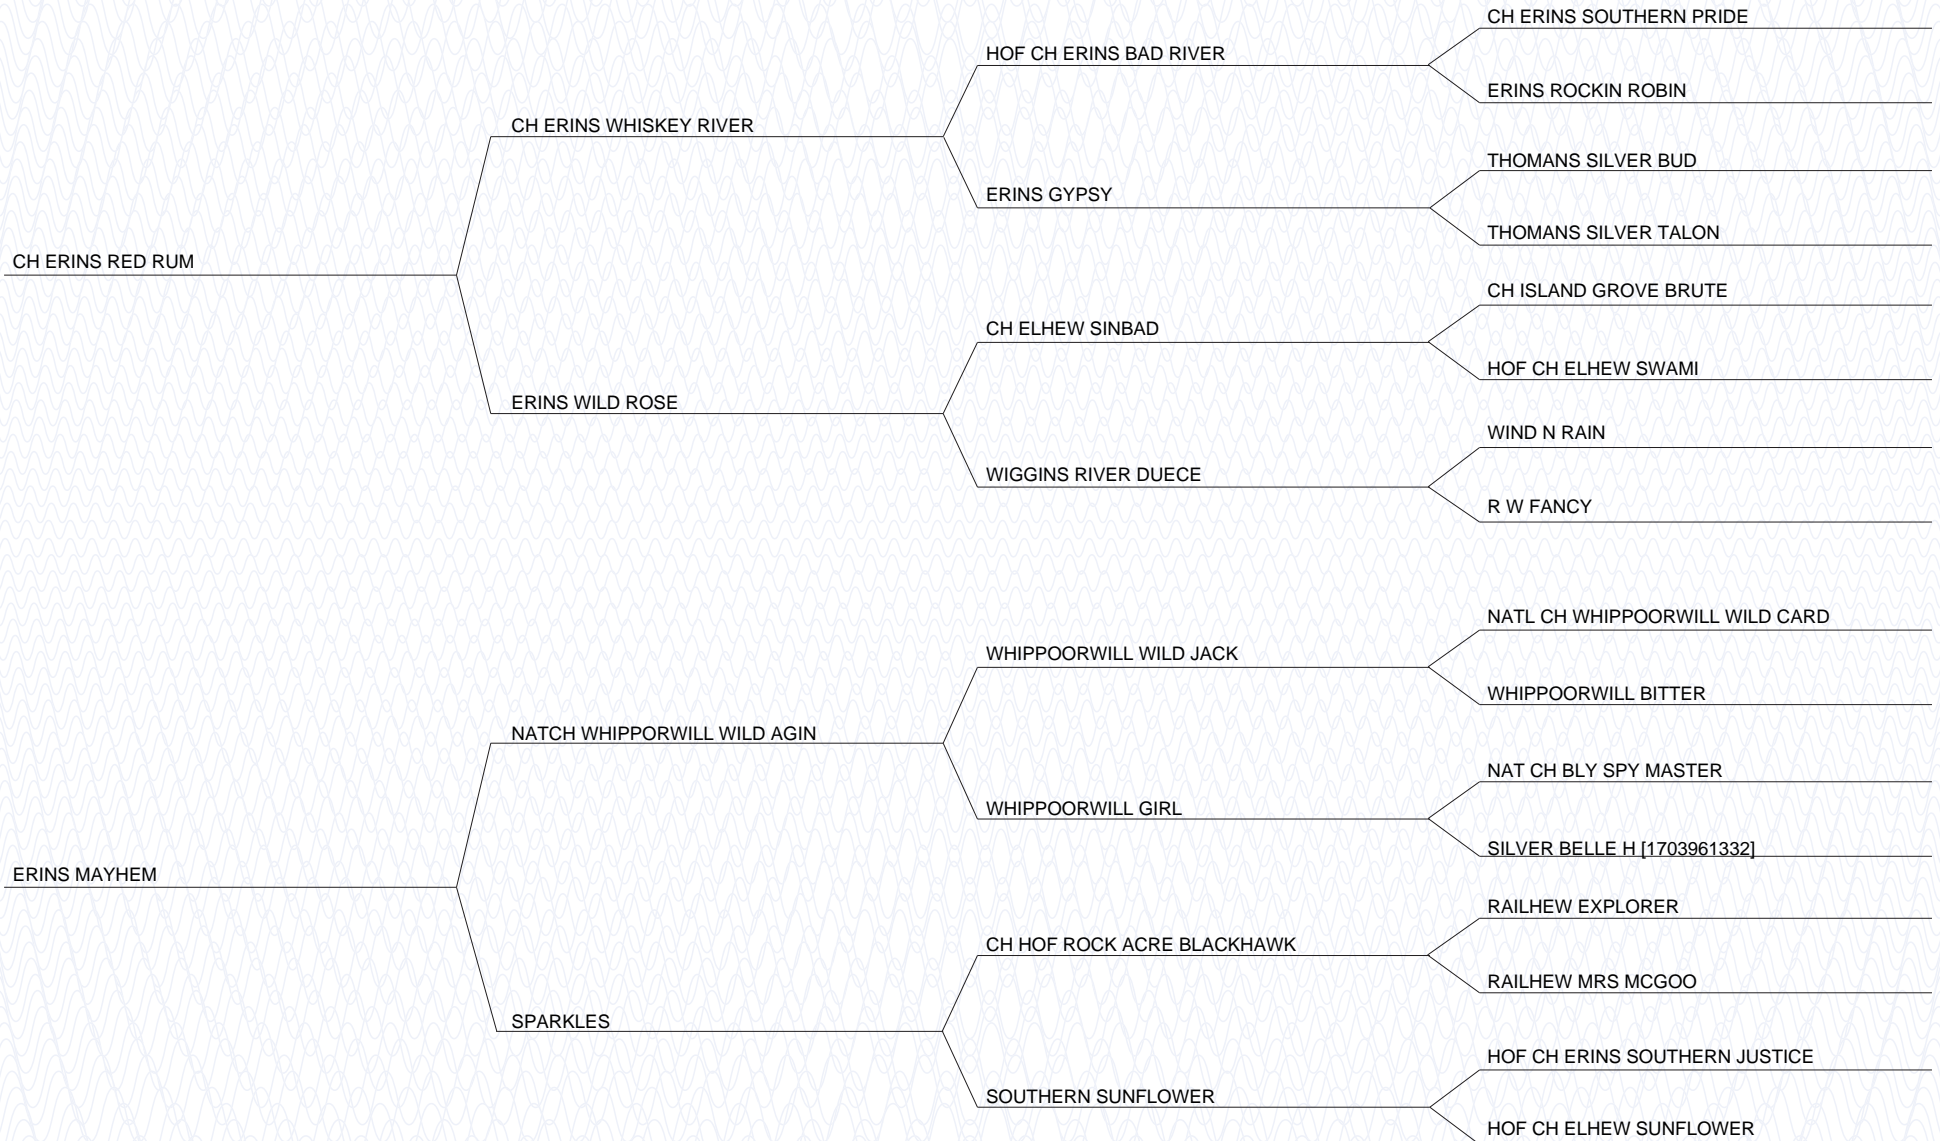 CH ERINS SOUTHERN PRIDE
HOF CH ERINS BAD RIVER
ERINS ROCKIN ROBIN
CH ERINS WHISKEY RIVER
THOMANS SILVER BUD
ERINS GYPSY
THOMANS SILVER TALON
CH ERINS RED RUM
CH ISLAND GROVE BRUTE
CH ELHEW SINBAD
HOF CH ELHEW SWAMI
ERINS WILD ROSE
WIND N RAIN
WIGGINS RIVER DUECE
R W FANCY
NATL CH WHIPPOORWILL WILD CARD
WHIPPOORWILL WILD JACK
WHIPPOORWILL BITTER
NATCH WHIPPORWILL WILD AGIN
NAT CH BLY SPY MASTER
WHIPPOORWILL GIRL
SILVER BELLE H [1703961332]
ERINS MAYHEM
RAILHEW EXPLORER
CH HOF ROCK ACRE BLACKHAWK
RAILHEW MRS MCGOO
SPARKLES
HOF CH ERINS SOUTHERN JUSTICE
SOUTHERN SUNFLOWER
HOF CH ELHEW SUNFLOWER